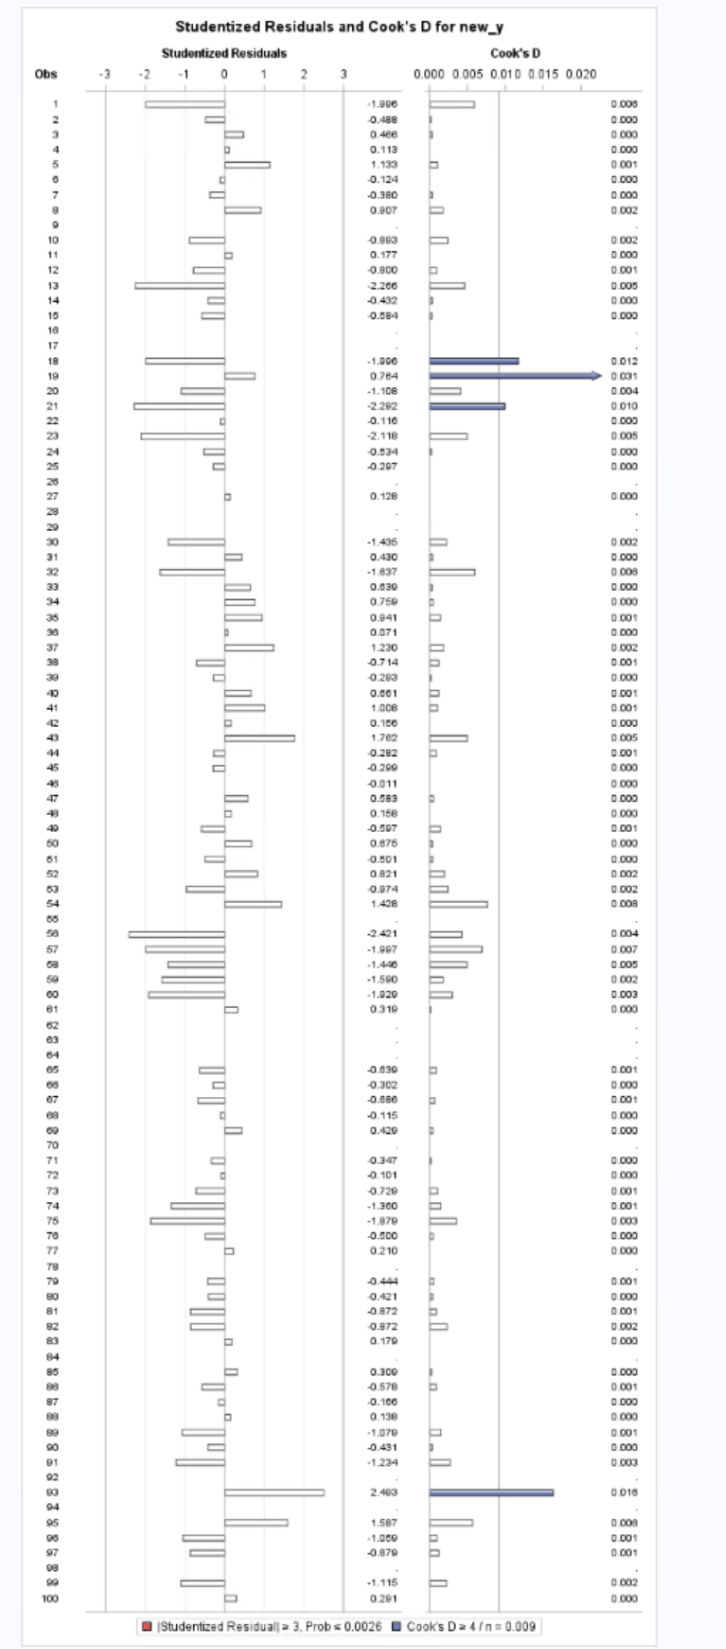 Studentized Residuals and Cook's D for new_y
Studentized Residuals Cook's D
Obs -3 -2 -1 0 1 2 3 0.000 0.005 0.010 0.015 0.020
1 -1.996 0.006
2 -0.488 0.000
3 0.466 0.000
4 0.113 0.000
5 1.133 0.001
6 -0.124 0.000
7 -0.380 0.000
8 0.907 0.002
9 . .
10 -0.893 0.002
11 0.177 0.000
12 -0.800 0.001
13 -2.266 0.005
14 -0.432 0.000
15 -0.584 0.000
16 . .
17 . .
18 -1.996 0.012
19 0.764 0.031
20 -1.108 0.004
21 -2.292 0.010
22 -0.116 0.000
23 -2.118 0.005
24 -0.534 0.000
25 -0.297 0.000
26 . .
27 0.128 0.000
28 . .
29 . .
30 -1.435 0.002
31 0.430 0.000
32 -1.637 0.006
33 0.639 0.000
34 0.759 0.000
35 0.941 0.001
36 0.071 0.000
37 1.230 0.002
38 -0.714 0.001
39 -0.293 0.000
40 0.661 0.001
41 1.008 0.001
42 0.156 0.000
43 1.762 0.005
44 -0.282 0.001
45 -0.299 0.000
46 -0.011 0.000
47 0.583 0.000
48 0.158 0.000
49 -0.597 0.001
50 0.675 0.000
51 -0.501 0.000
52 0.821 0.002
53 -0.974 0.002
54 1.428 0.008
55 . .
56 -2.421 0.004
57 -1.997 0.007
58 -1.446 0.005
59 -1.590 0.002
60 -1.929 0.003
61 0.319 0.000
62 . .
63 . .
64 . .
65 -0.639 0.001
66 -0.302 0.000
67 -0.686 0.001
68 -0.115 0.000
69 0.429 0.000
70 . .
71 -0.347 0.000
72 -0.101 0.000
73 -0.729 0.001
74 -1.360 0.001
75 -1.879 0.003
76 -0.500 0.000
77 0.210 0.000
78 . .
79 -0.444 0.001
80 -0.421 0.000
81 -0.872 0.001
82 -0.872 0.002
83 0.179 0.000
84 . .
85 0.309 0.000
86 -0.578 0.001
87 -0.166 0.000
88 0.138 0.000
89 -1.079 0.001
90 -0.431 0.000
91 -1.234 0.003
92 . .
93 2.493 0.016
94 . .
95 1.587 0.006
96 -1.059 0.001
97 -0.879 0.001
98 . .
99 -1.115 0.002
100 0.291 0.000
|Studentized Residual| ≥ 3, Prob ≤ 0.0026 Cook's D ≥ 4 / n = 0.009